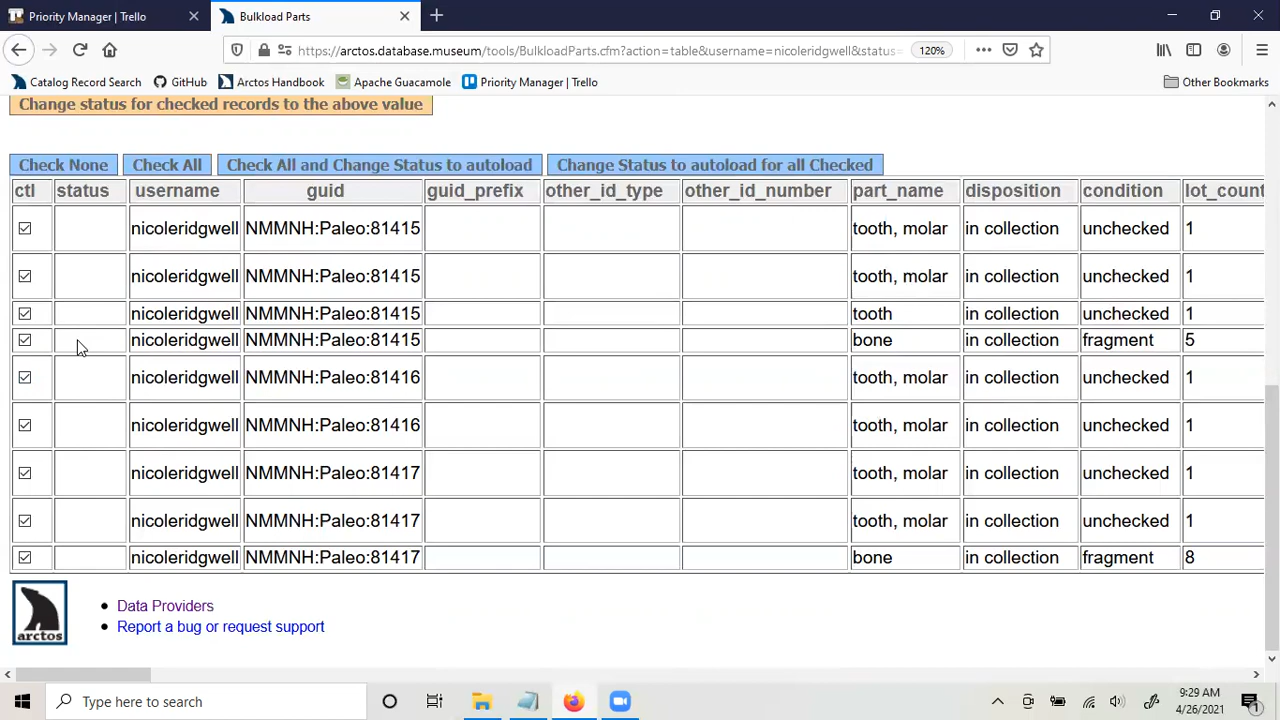 Priority Manager | Trello
Bulkload Parts
https://arctos.database.museum/tools/BulkloadParts.cfm?action=table&username=nicoleridgwell&status=
120%
Catalog Record Search
GitHub
Arctos Handbook
Apache Guacamole
Priority Manager | Trello
Other Bookmarks
Change status for checked records to the above value
Check None Check All Check All and Change Status to autoload Change Status to autoload for all Checked
ctl status username guid guid_prefix other_id_type other_id_number part_name disposition condition lot_count
nicoleridgwell NMMNH:Paleo:81415 tooth, molar in collection unchecked 1
nicoleridgwell NMMNH:Paleo:81415 tooth, molar in collection unchecked 1
nicoleridgwell NMMNH:Paleo:81415 tooth in collection unchecked 1
nicoleridgwell NMMNH:Paleo:81415 bone in collection fragment 5
nicoleridgwell NMMNH:Paleo:81416 tooth, molar in collection unchecked 1
nicoleridgwell NMMNH:Paleo:81416 tooth, molar in collection unchecked 1
nicoleridgwell NMMNH:Paleo:81417 tooth, molar in collection unchecked 1
nicoleridgwell NMMNH:Paleo:81417 tooth, molar in collection unchecked 1
nicoleridgwell NMMNH:Paleo:81417 bone in collection fragment 8
arctos
Data Providers
Report a bug or request support
Type here to search
9:29 AM
4/26/2021